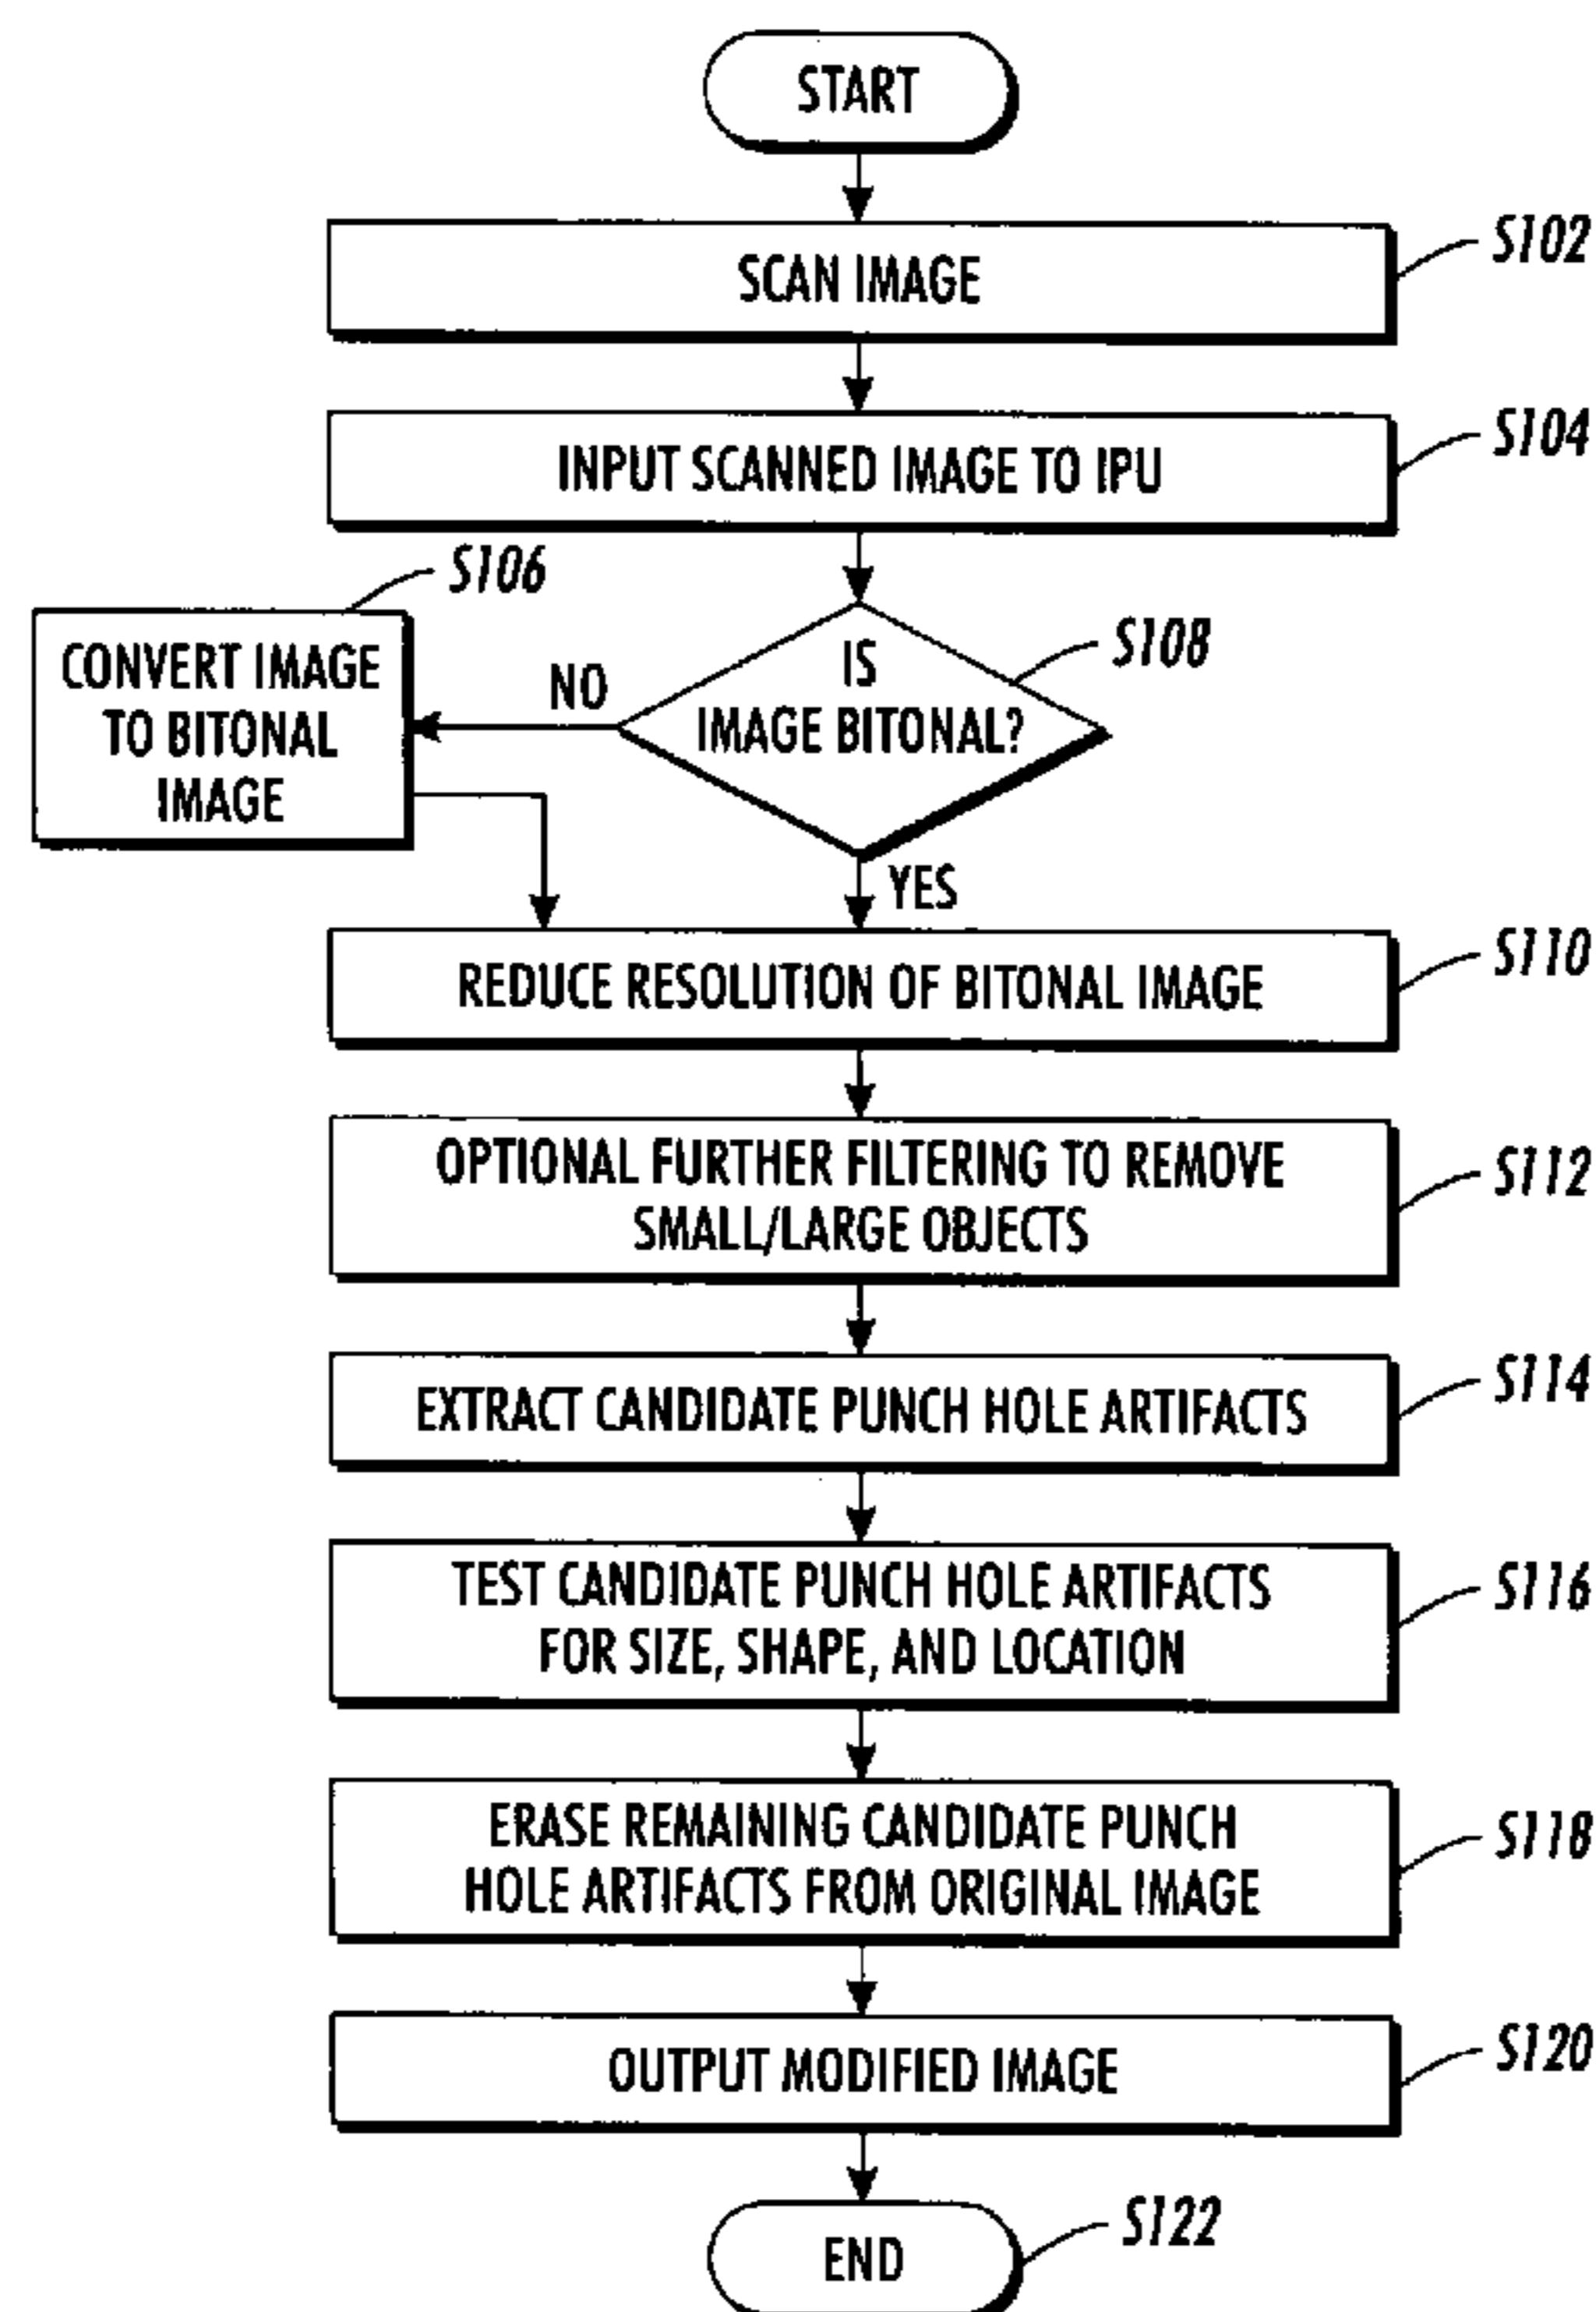 START
SCAN IMAGE
S102
INPUT SCANNED IMAGE TO IPU
S104
S106
CONVERT IMAGE
TO BITONAL
IMAGE
NO
IS
IMAGE BITONAL?
S108
YES
REDUCE RESOLUTION OF BITONAL IMAGE
S110
OPTIONAL FURTHER FILTERING TO REMOVE
SMALL/LARGE OBJECTS
S112
EXTRACT CANDIDATE PUNCH HOLE ARTIFACTS
S114
TEST CANDIDATE PUNCH HOLE ARTIFACTS
FOR SIZE, SHAPE, AND LOCATION
S116
ERASE REMAINING CANDIDATE PUNCH
HOLE ARTIFACTS FROM ORIGINAL IMAGE
S118
OUTPUT MODIFIED IMAGE
S120
END
S122